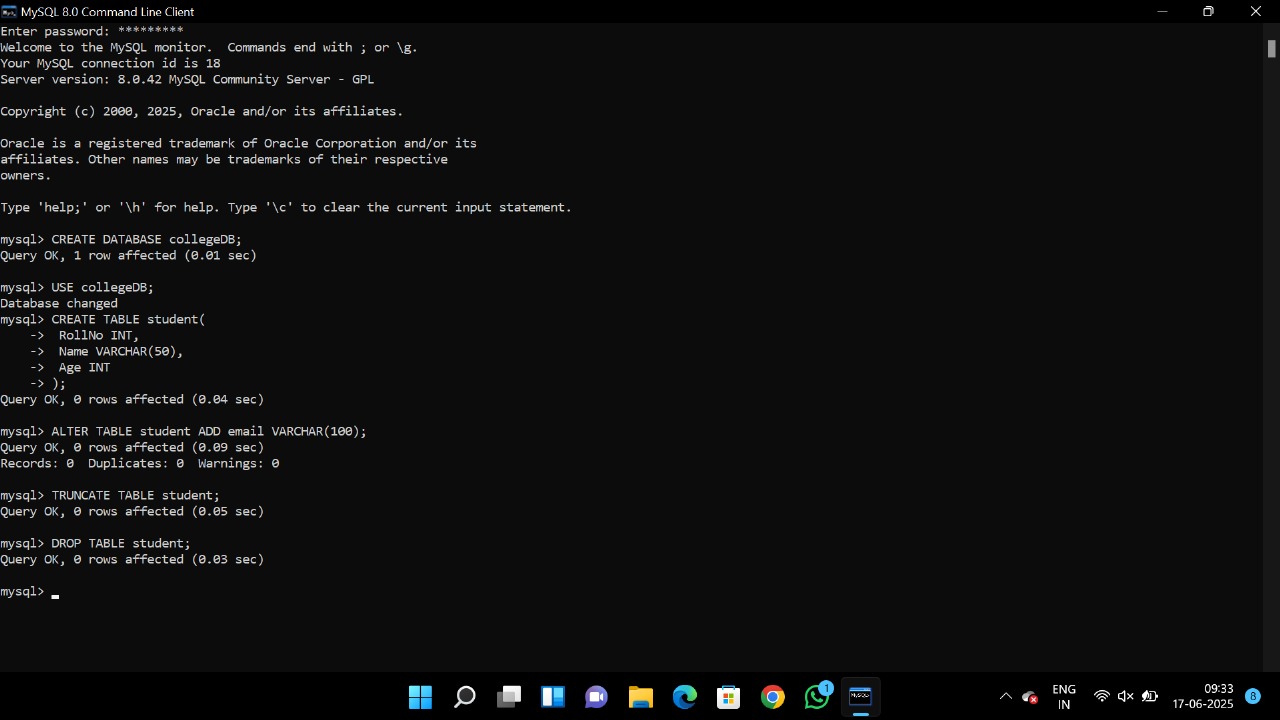 MySQL 8.0 Command Line Client
Enter password: *********
Welcome to the MySQL monitor.  Commands end with ; or \g.
Your MySQL connection id is 18
Server version: 8.0.42 MySQL Community Server - GPL
Copyright (c) 2000, 2025, Oracle and/or its affiliates.
Oracle is a registered trademark of Oracle Corporation and/or its
affiliates. Other names may be trademarks of their respective
owners.
Type 'help;' or '\h' for help. Type '\c' to clear the current input statement.
mysql> CREATE DATABASE collegeDB;
Query OK, 1 row affected (0.01 sec)
mysql> USE collegeDB;
Database changed
mysql> CREATE TABLE student(
    ->  RollNo INT,
    ->  Name VARCHAR(50),
    ->  Age INT
    -> );
Query OK, 0 rows affected (0.04 sec)
mysql> ALTER TABLE student ADD email VARCHAR(100);
Query OK, 0 rows affected (0.09 sec)
Records: 0  Duplicates: 0  Warnings: 0
mysql> TRUNCATE TABLE student;
Query OK, 0 rows affected (0.05 sec)
mysql> DROP TABLE student;
Query OK, 0 rows affected (0.03 sec)
mysql>
1
MySQL
ENG
IN
09:33
17-06-2025
8